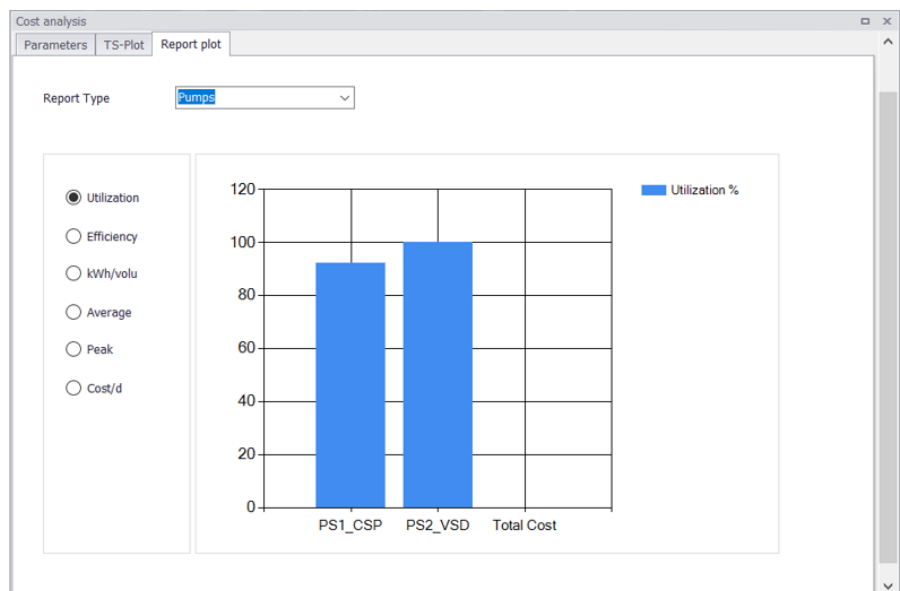 Cost analysis
Parameters TS-Plot Report plot
Report Type Pumps
Utilization
Efficiency
kWh/volu
Average
Peak
Cost/d
120
100
80
60
40
20
0
PS1_CSP PS2_VSD Total Cost
Utilization %